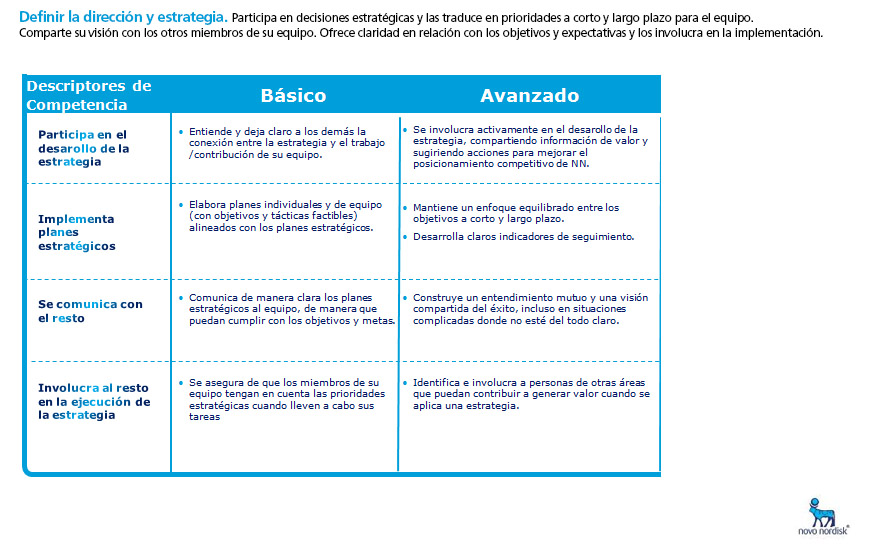 Definir la dirección y estrategia. Participa en decisiones estratégicas y las traduce en prioridades a corto y largo plazo para el equipo.
Comparte su visión con los otros miembros de su equipo. Ofrece claridad en relación con los objetivos y expectativas y los involucra en la implementación.
Descriptores de
Competencia
Básico
Avanzado
Participa en el
desarollo de la
estrategia
• Entiende y deja claro a los demás la
conexión entre la estrategia y el trabajo
/contribución de su equipo.
• Se involucra activamente en el desarollo de la
estrategia, compartiendo información de valor y
sugiriendo acciones para mejorar el
posicionamiento competitivo de NN.
Implementa
planes
estratégicos
• Elabora planes individuales y de equipo
(con objetivos y tácticas factibles)
alineados con los planes estratégicos.
• Mantiene un enfoque equilibrado entre los
objetivos a corto y largo plazo.
• Desarrolla claros indicadores de seguimiento.
Se comunica con
el resto
• Comunica de manera clara los planes
estratégicos al equipo, de manera que
puedan cumplir con los objetivos y metas.
• Construye un entendimiento mutuo y una visión
compartida del éxito, incluso en situaciones
complicadas donde no esté del todo claro.
Involucra al resto
en la ejecución de
la estrategia
• Se asegura de que los miembros de su
equipo tengan en cuenta las prioridades
estratégicas cuando lleven a cabo sus
tareas
• Identifica e involucra a personas de otras áreas
que puedan contribuir a generar valor cuando se
aplica una estrategia.
novo nordisk®